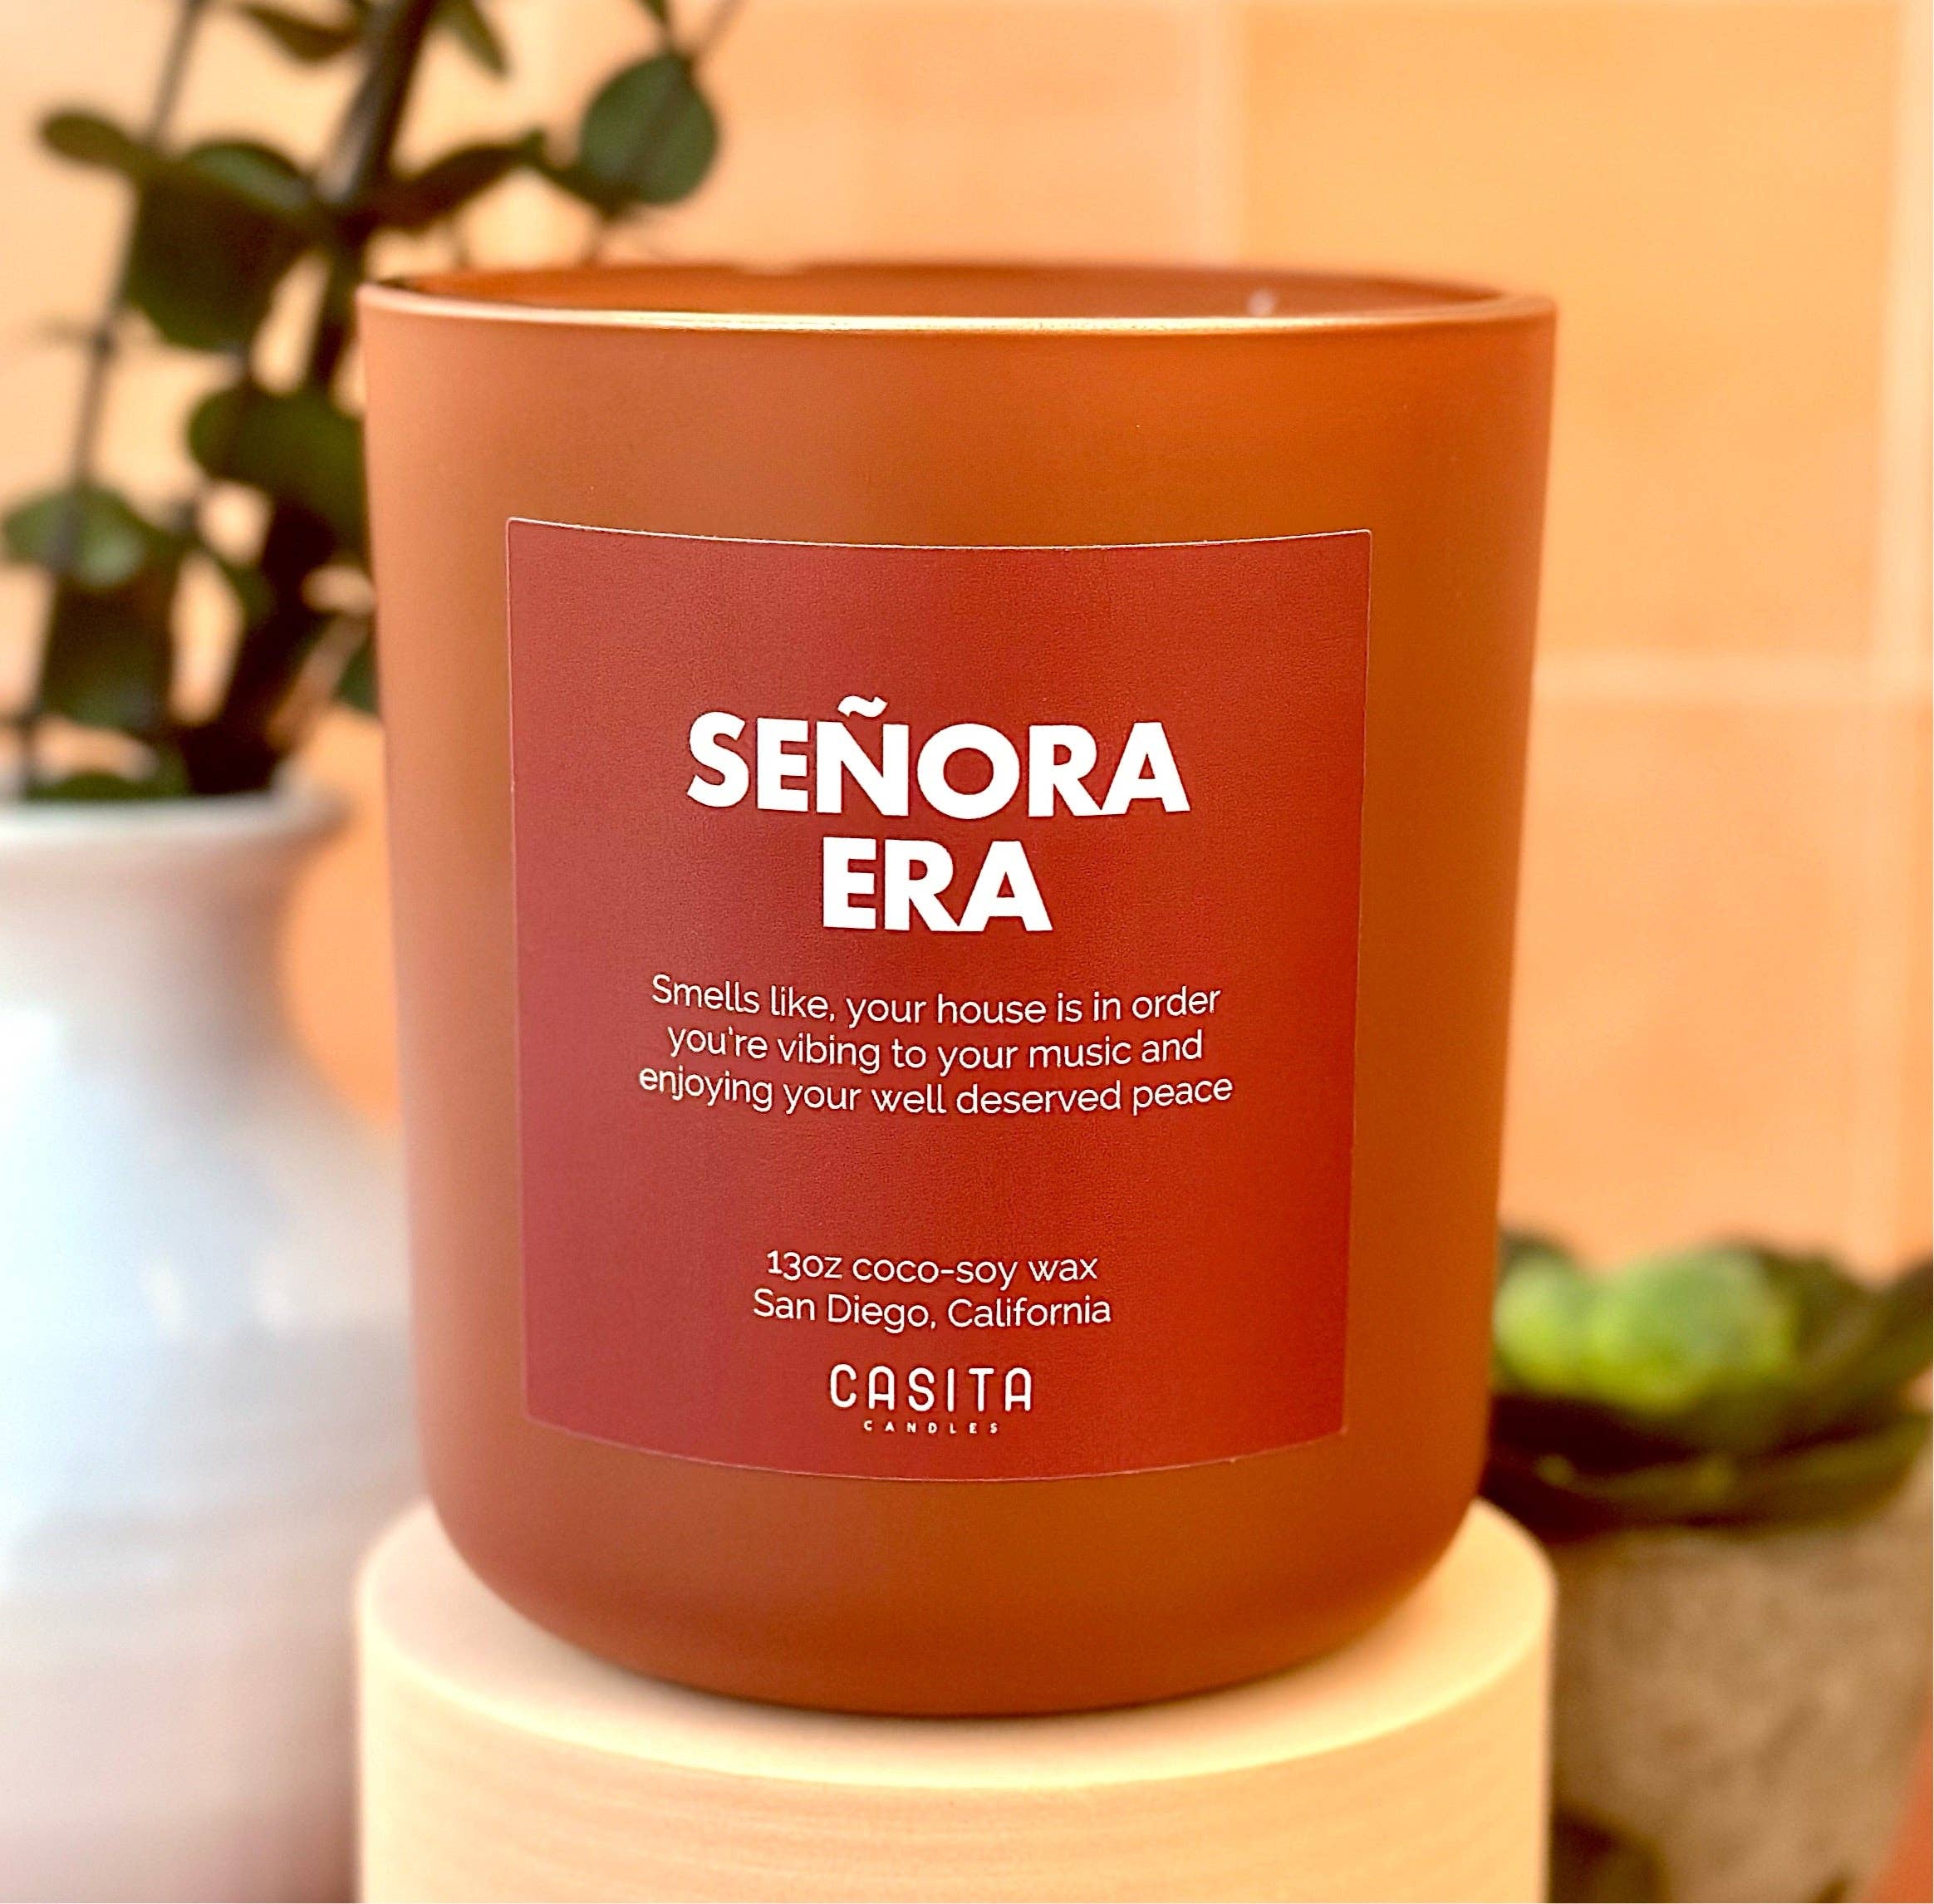 SEÑORA
ERA
Smells like, your house is in order
you're vibing to your music and
enjoying your well deserved peace
13oz coco-soy wax
San Diego, California
CASITA
CANDLES